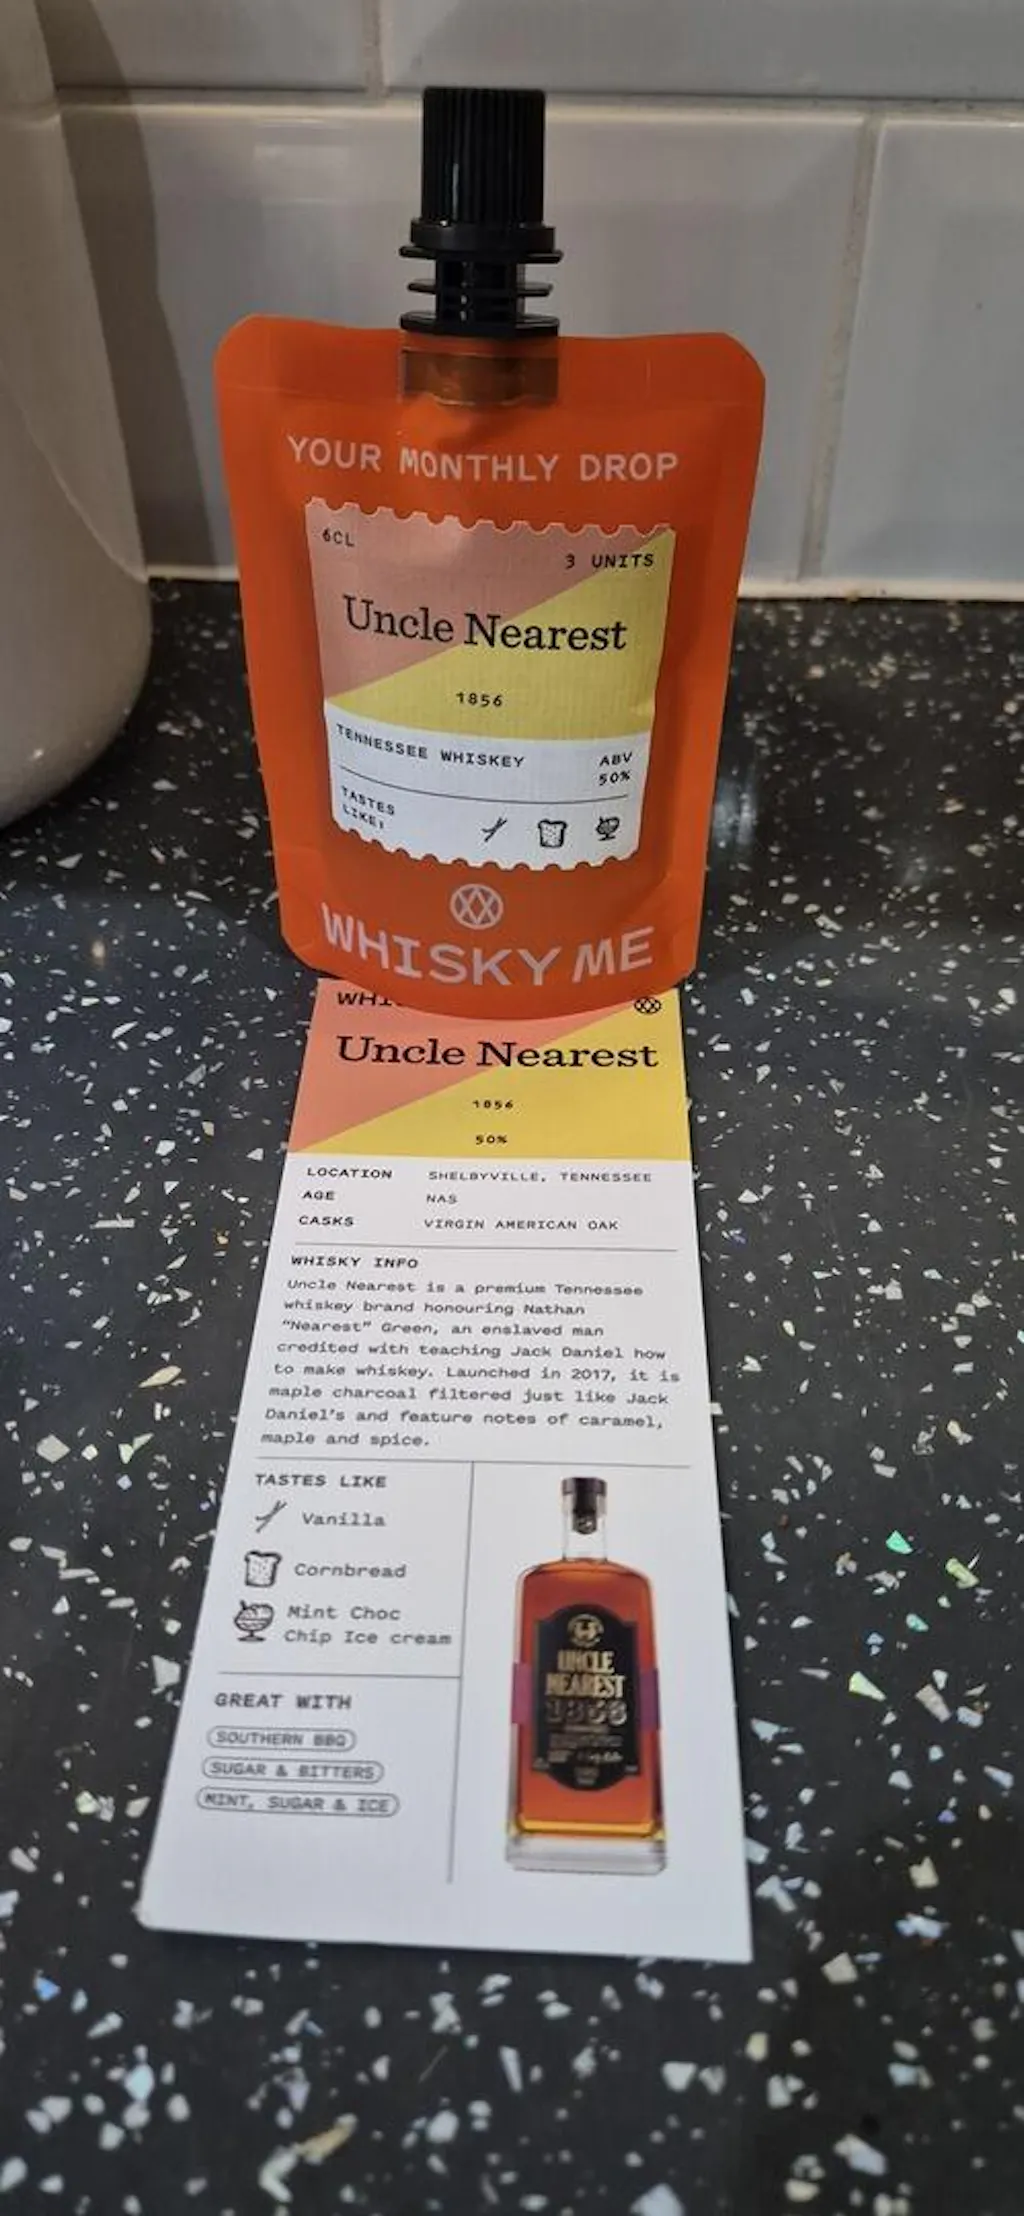 YOUR MONTHLY DROP
6CL
3 UNITS
Uncle Nearest
1856
TENNESSEE WHISKEY
ABV
50%
TASTES
LIKE:
WHISKY ME
Uncle Nearest
1856
50%
LOCATION SHELBYVILLE, TENNESSEE
AGE NAS
CASKS VIRGIN AMERICAN OAK
WHISKY INFO
Uncle Nearest is a premium Tennessee
whiskey brand honouring Nathan
"Nearest" Green, an enslaved man
credited with teaching Jack Daniel how
to make whiskey. Launched in 2017, it is
maple charcoal filtered just like Jack
Daniel's and feature notes of caramel,
maple and spice.
TASTES LIKE
Vanilla
Cornbread
Mint Choc
Chip Ice cream
GREAT WITH
SOUTHERN BBQ
SUGAR & BITTERS
MINT, SUGAR & ICE
UNCLE
NEAREST
1856